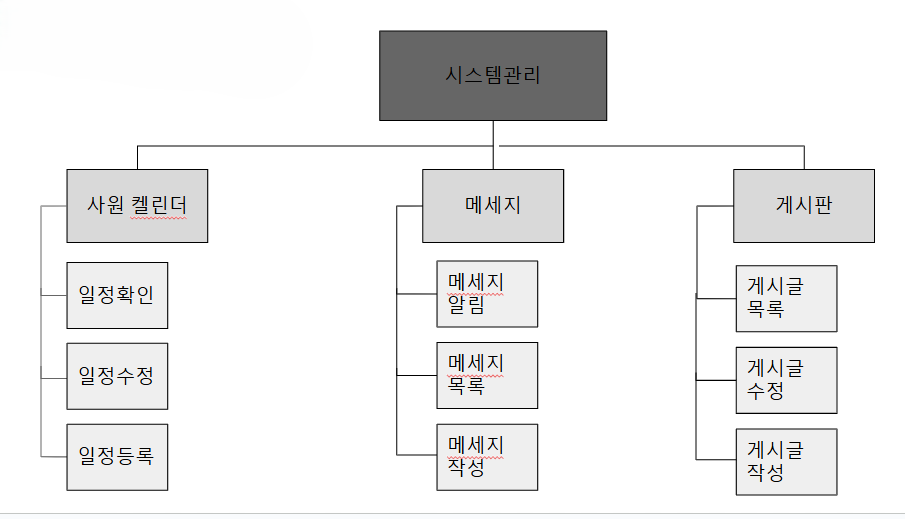 시스템관리
사원 켈린더
메세지
게시판
일정확인
일정수정
일정등록
메세지
알림
메세지
목록
메세지
작성
게시글
목록
게시글
수정
게시글
작성